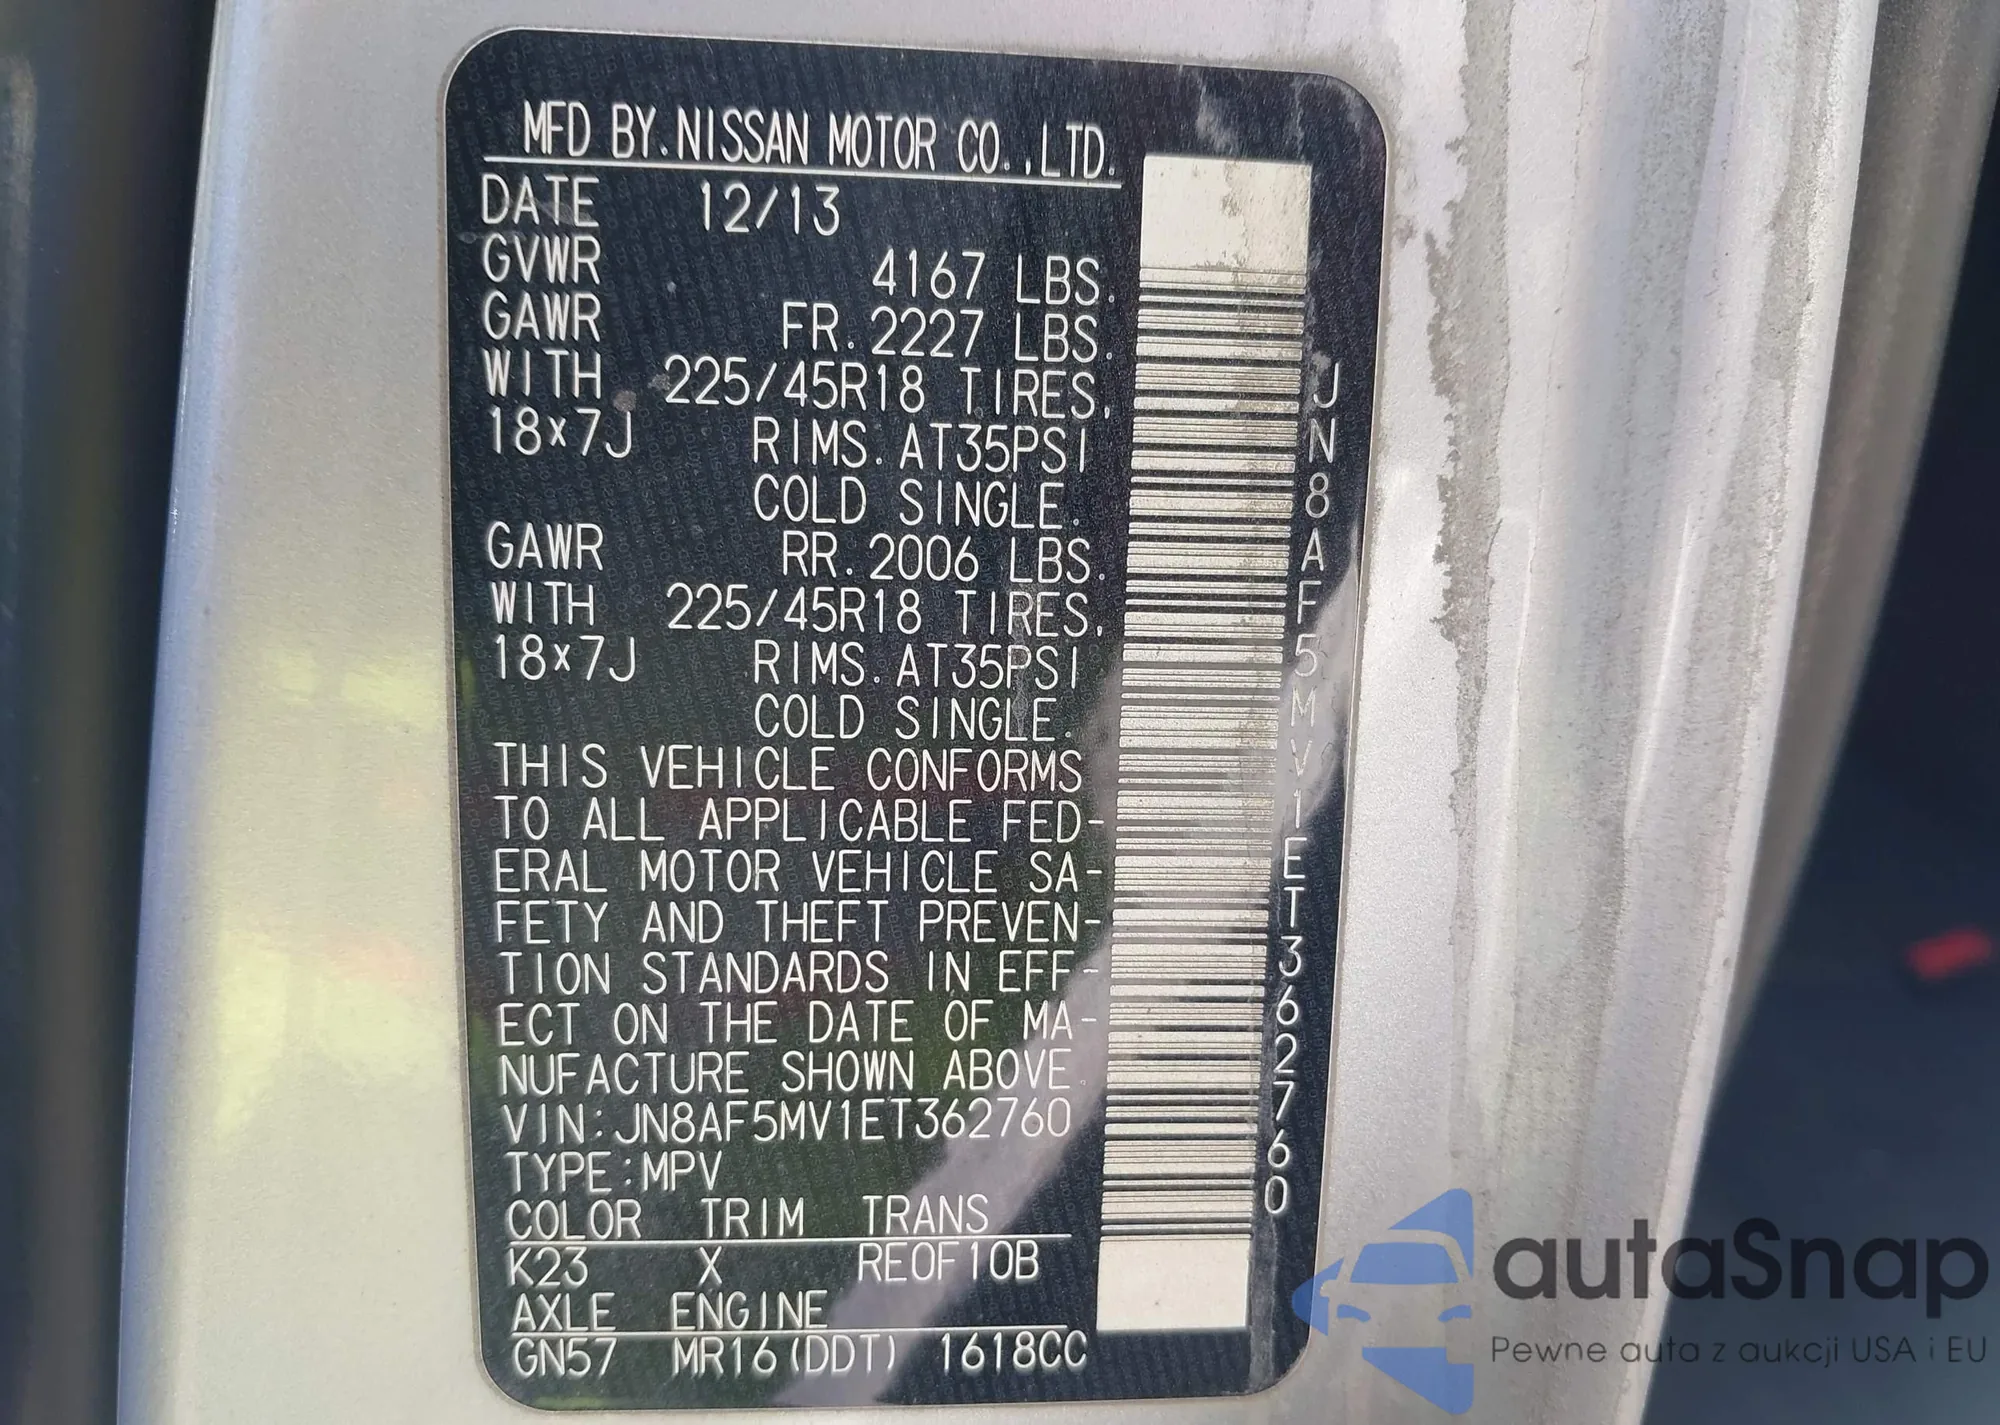 MFD BY.NISSAN MOTOR CO.,LTD.
DATE 12/13
GVWR 4167 LBS.
GAWR FR.2227 LBS.
WITH 225/45R18 TIRES.
18×7J RIMS.AT35PSI
COLD SINGLE.
GAWR RR.2006 LBS.
WITH 225/45R18 TIRES.
18×7J RIMS.AT35PSI
COLD SINGLE.
THIS VEHICLE CONFORMS
TO ALL APPLICABLE FED-
ERAL MOTOR VEHICLE SA-
FETY AND THEFT PREVEN-
TION STANDARDS IN EFF-
ECT ON THE DATE OF MA-
NUFACTURE SHOWN ABOVE.
VIN:JN8AF5MV1ET362760
TYPE:MPV
COLOR TRIM TRANS
K23 X RE0F10B
AXLE ENGINE
GN57 MR16(DDT) 1618CC
JN8AF5MV1ET362760
autaSnap
Pewne auta z aukcji USA i EU